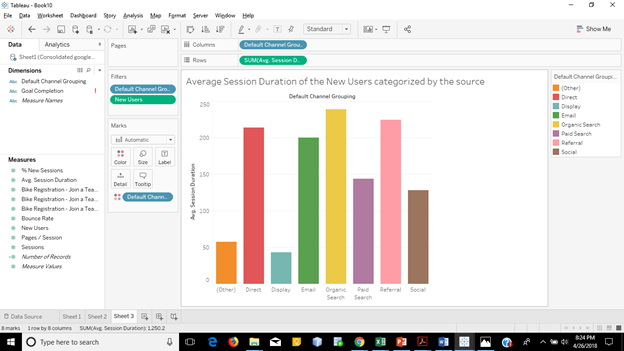 Tableau - Book10
File Data Worksheet Dashboard Story Analysis Map Format Server Window Help
Standard
Show Me
Data Analytics
Sheet1 (Consolidated google...
Dimensions
Abc Default Channel Grouping
Abc Goal Completion
Abc Measure Names
Measures
% New Sessions
Avg. Session Duration
Bike Registration - Join a Tea...
Bike Registration - Join a Tea...
Bike Registration - Join a Tea...
Bounce Rate
New Users
Pages / Session
Sessions
Number of Records
Measure Values
Pages
Filters
Default Channel Gro..
New Users
Marks
Automatic
Color Size Label
Detail Tooltip
Default Chann..
Columns Default Channel Grou..
Rows SUM(Avg. Session D..
Average Session Duration of the New Users categorized by the source
Default Channel Grouping
Avg. Session Duration
250
200
150
100
50
0
(Other) Direct Display Email Organic Search Paid Search Referral Social
Default Channel Groupi...
(Other)
Direct
Display
Email
Organic Search
Paid Search
Referral
Social
Data Source Sheet 1 Sheet 2 Sheet 3
8 marks 1 row by 8 columns SUM(Avg. Session Duration): 1,250.2
Type here to search
8:24 PM
4/26/2018